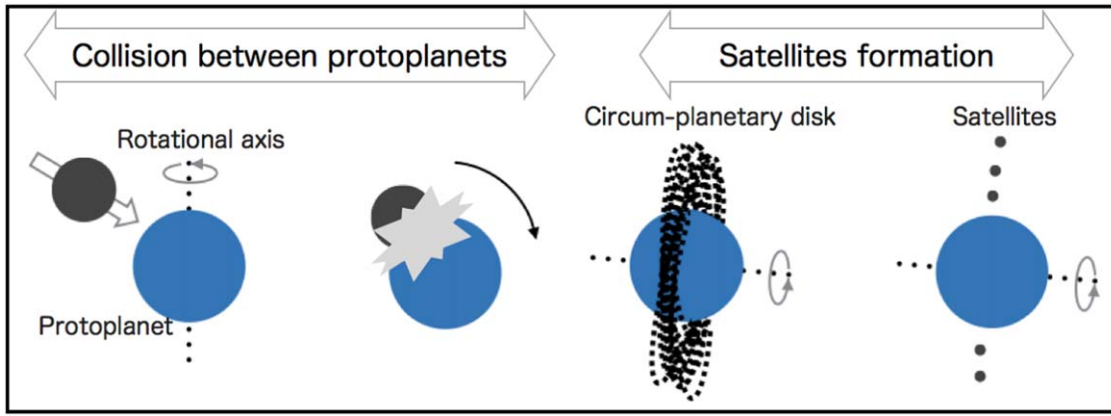 Collision between protoplanets
Satellites formation
Rotational axis
Circum-planetary disk
Satellites
Protoplanet